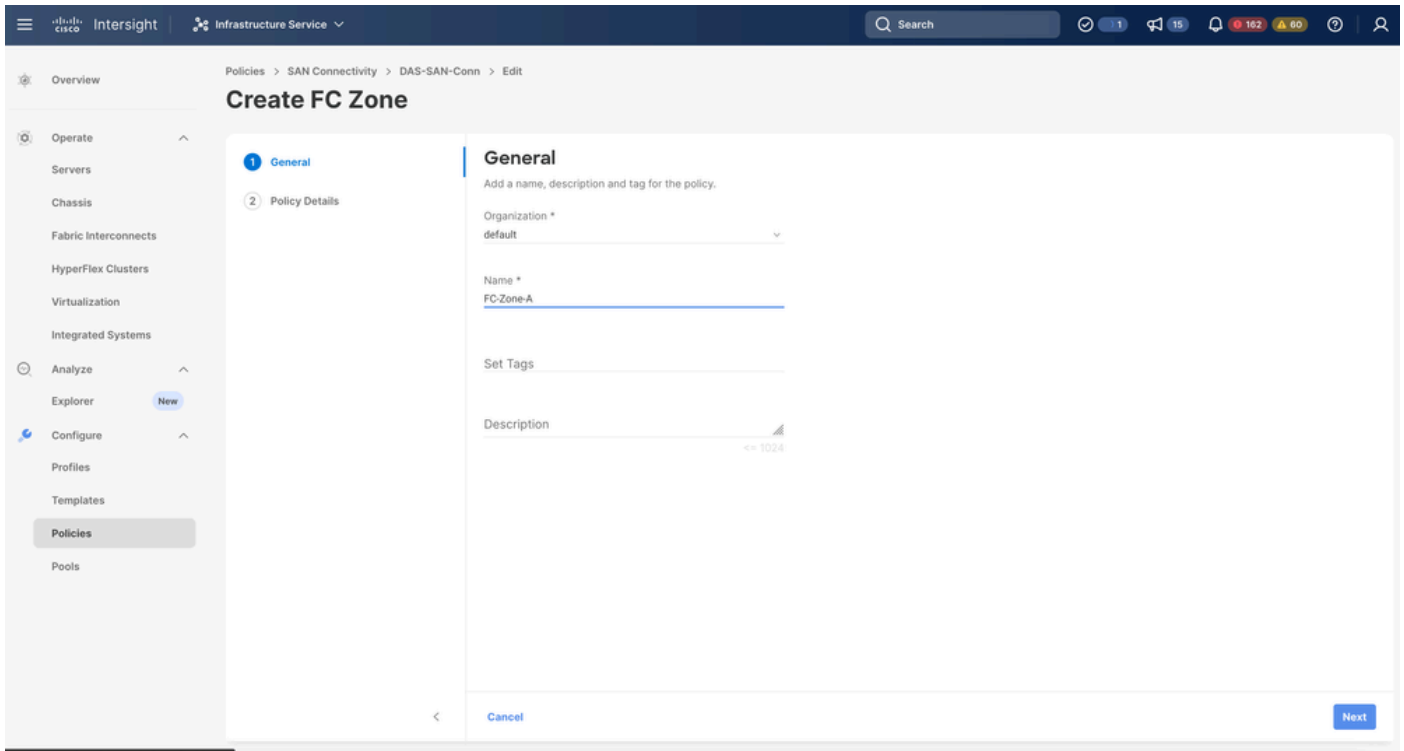 cisco Intersight Infrastructure Service Search 1 15 162 60
Overview
Operate
Servers
Chassis
Fabric Interconnects
HyperFlex Clusters
Virtualization
Integrated Systems
Analyze
Explorer New
Configure
Profiles
Templates
Policies
Pools
Policies > SAN Connectivity > DAS-SAN-Conn > Edit
Create FC Zone
1 General
2 Policy Details
General
Add a name, description and tag for the policy.
Organization *
default
Name *
FC-Zone-A
Set Tags
Description
<= 1024
Cancel Next